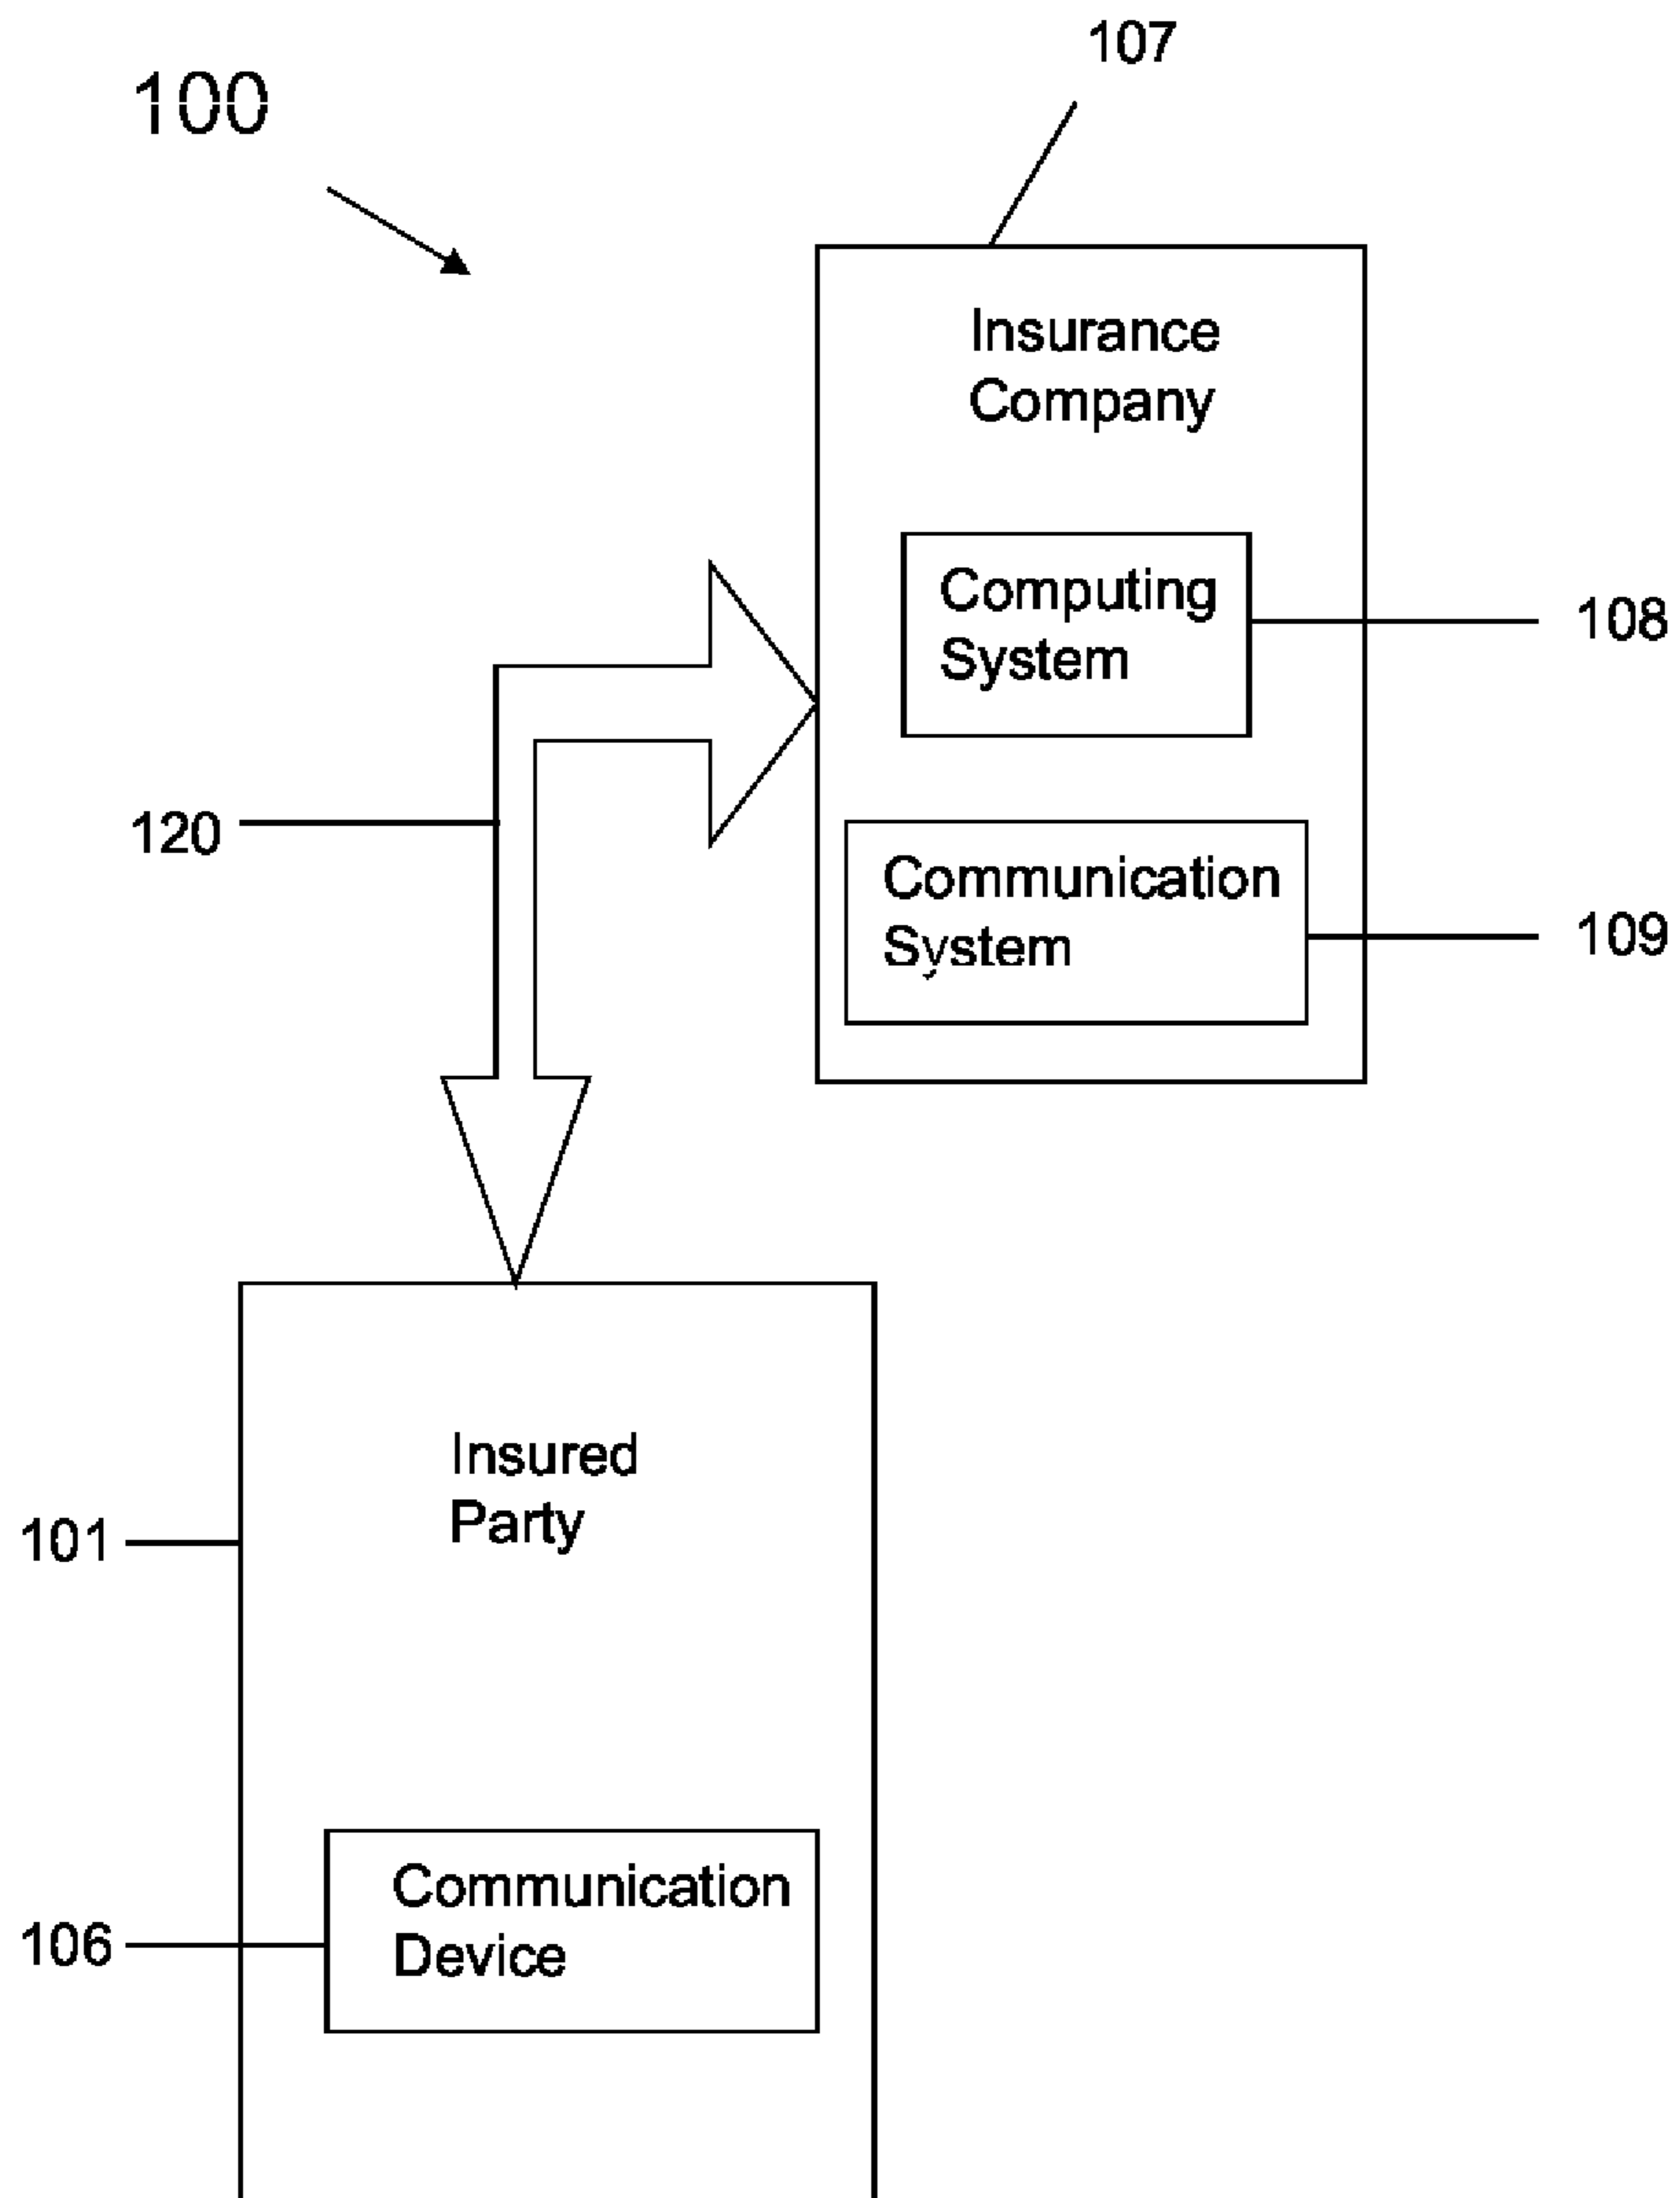 107
100
Insurance
Company
Computing
System
108
120
Communication
System
109
Insured
Party
101
Communication
Device
106